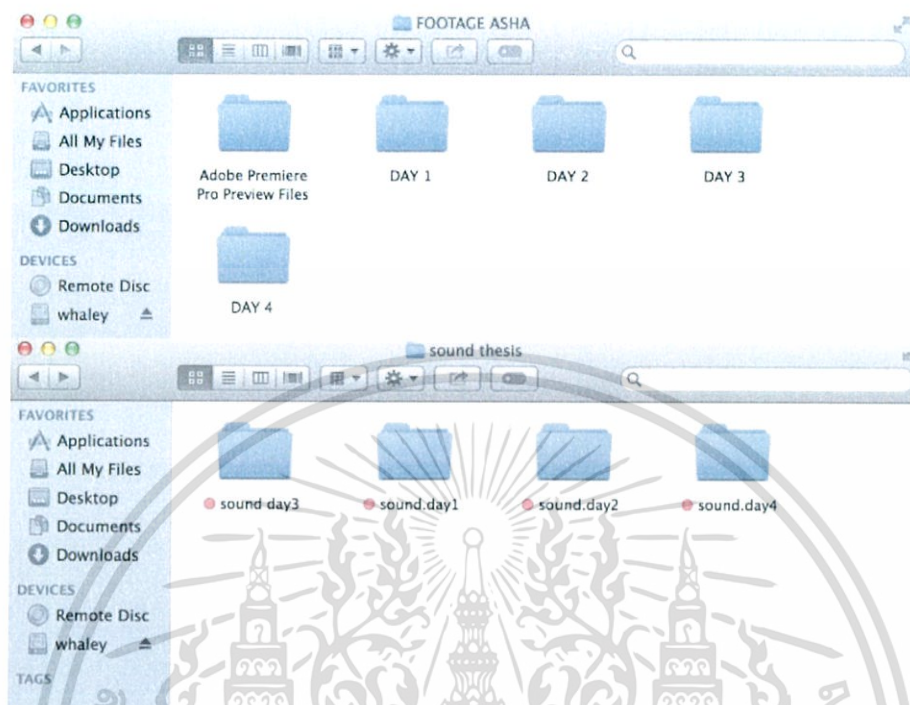 FOOTAGE ASHA
FAVORITES
Applications
All My Files
Desktop
Documents
Downloads
DEVICES
Remote Disc
whaley
Adobe Premiere
Pro Preview Files
DAY 1
DAY 2
DAY 3
DAY 4
sound thesis
FAVORITES
Applications
All My Files
Desktop
Documents
Downloads
DEVICES
Remote Disc
whaley
TAGS
sound day3
sound.day1
sound.day2
sound.day4